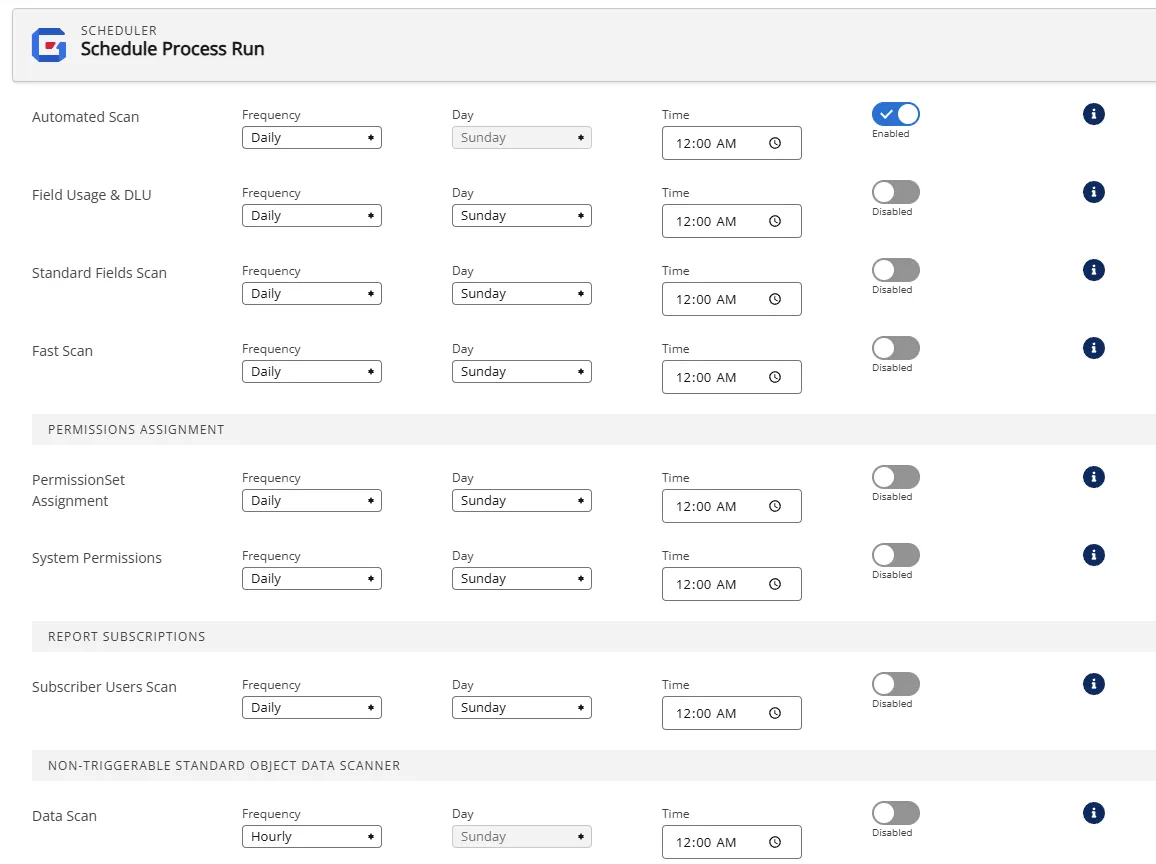 SCHEDULER
Schedule Process Run
Automated Scan
Frequency Day Time
Daily Sunday 12:00 AM
Enabled
Field Usage & DLU
Frequency Day Time
Daily Sunday 12:00 AM
Disabled
Standard Fields Scan
Frequency Day Time
Daily Sunday 12:00 AM
Disabled
Fast Scan
Frequency Day Time
Daily Sunday 12:00 AM
Disabled
PERMISSIONS ASSIGNMENT
PermissionSet
Assignment
Frequency Day Time
Daily Sunday 12:00 AM
Disabled
System Permissions
Frequency Day Time
Daily Sunday 12:00 AM
Disabled
REPORT SUBSCRIPTIONS
Subscriber Users Scan
Frequency Day Time
Daily Sunday 12:00 AM
Disabled
NON-TRIGGERABLE STANDARD OBJECT DATA SCANNER
Data Scan
Frequency Day Time
Hourly Sunday 12:00 AM
Disabled